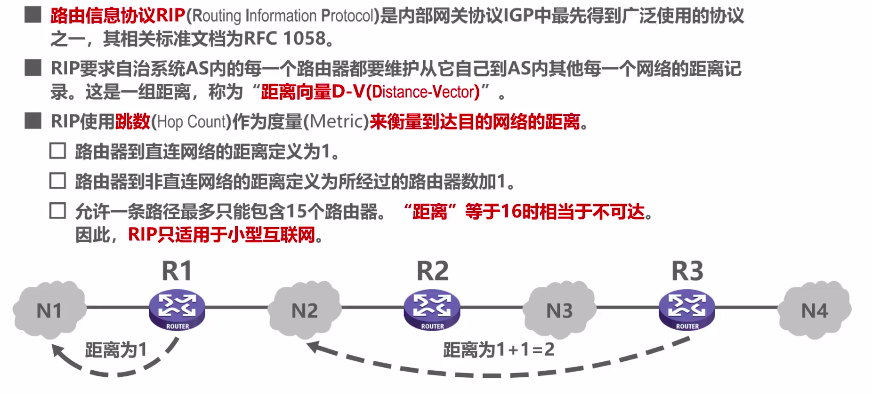 路由信息协议RIP(Routing Information Protocol)是内部网关协议IGP中最先得到广泛使用的协议
之一，其相关标准文档为RFC 1058。
RIP要求自治系统AS内的每一个路由器都要维护从它自己到AS内其他每一个网络的距离记
录。这是一组距离，称为“距离向量D-V(Distance-Vector)”。
RIP使用跳数(Hop Count)作为度量(Metric)来衡量到达目的网络的距离。
路由器到直连网络的距离定义为1。
路由器到非直连网络的距离定义为所经过的路由器数加1。
允许一条路径最多只能包含15个路由器。“距离”等于16时相当于不可达。
因此，RIP只适用于小型互联网。
R1 R2 R3
N1 N2 N3 N4
ROUTER ROUTER ROUTER
距离为1 距离为1+1=2